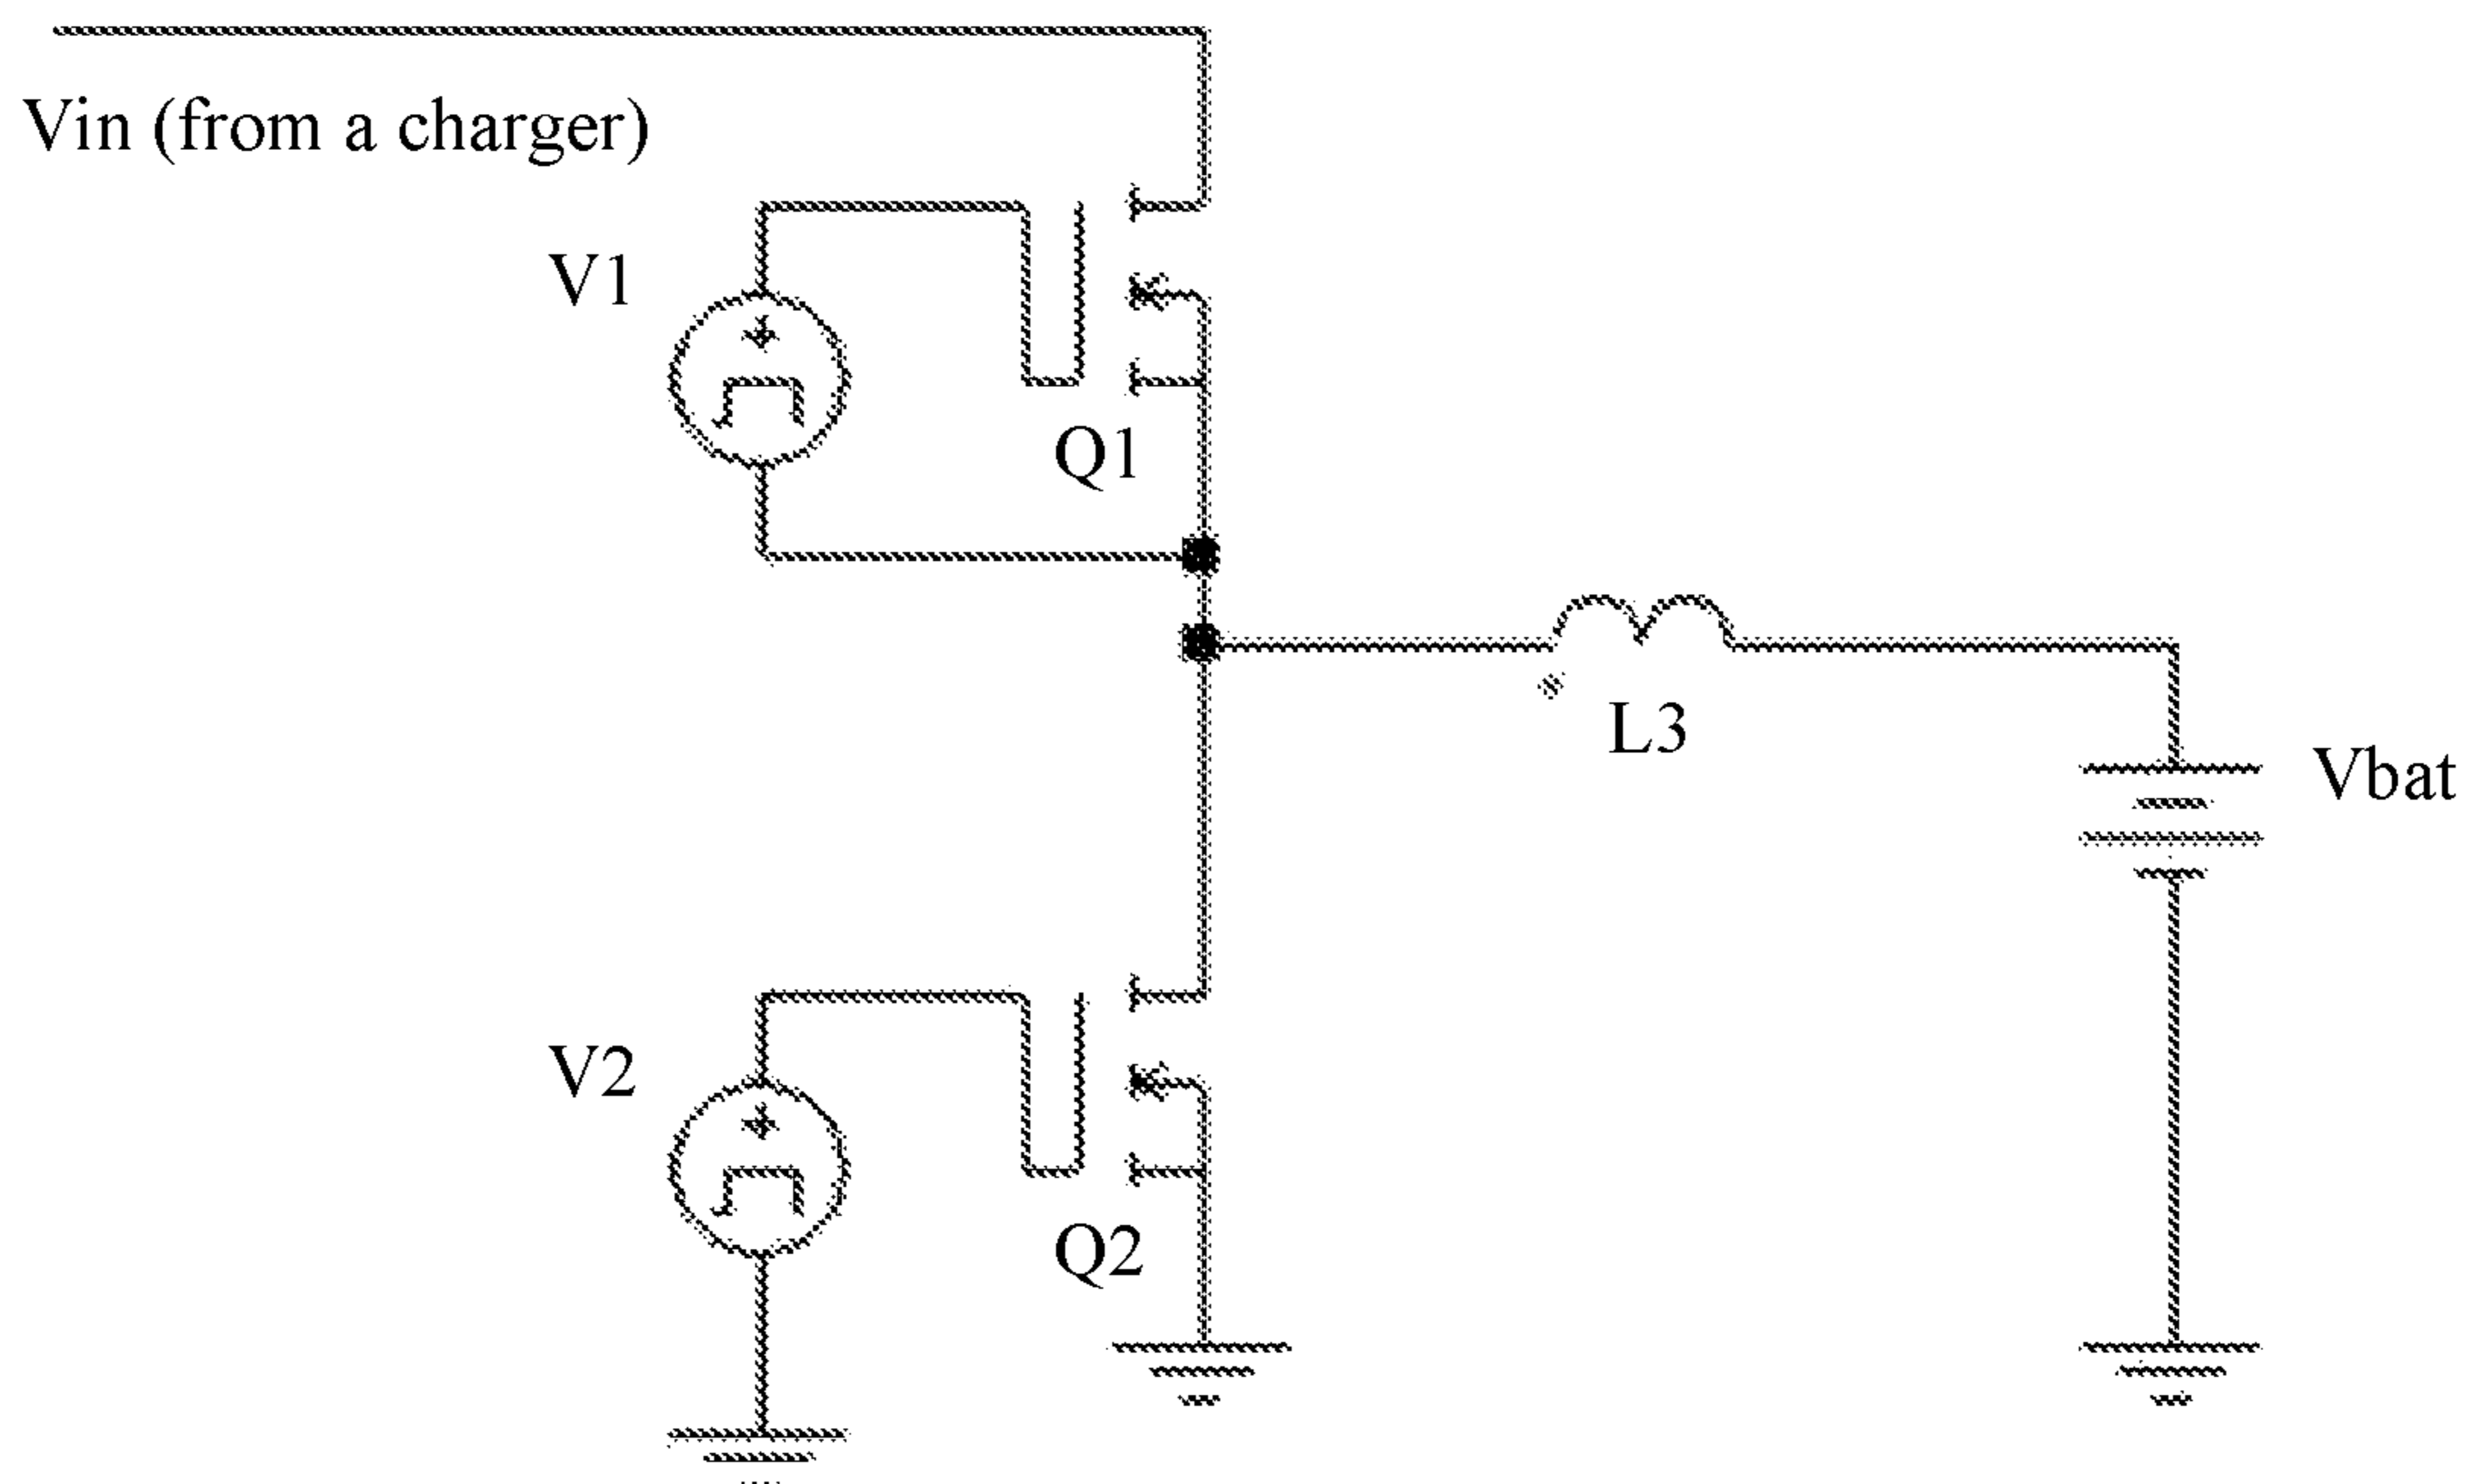 Vin (from a charger)
V1
Q1
L3
Vbat
V2
Q2